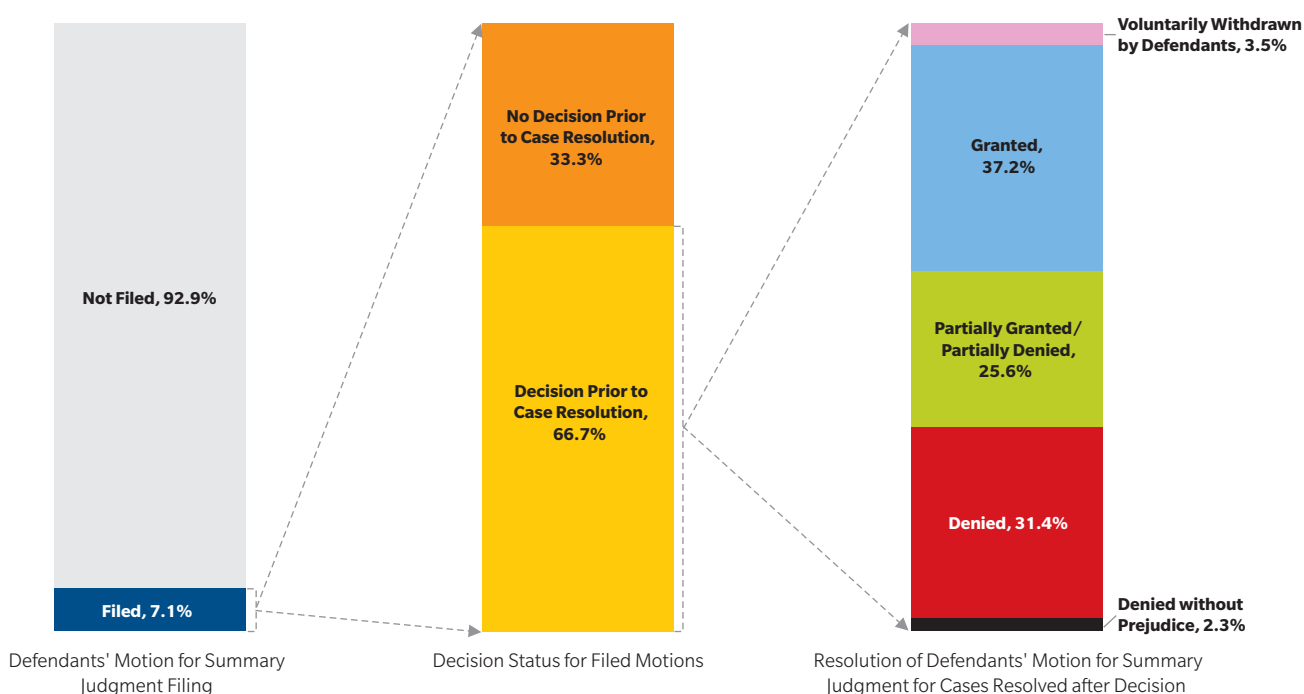 Not Filed, 92.9%
Filed, 7.1%
Defendants' Motion for Summary
Judgment Filing
No Decision Prior
to Case Resolution,
33.3%
Decision Prior to
Case Resolution,
66.7%
Decision Status for Filed Motions
Voluntarily Withdrawn
by Defendants, 3.5%
Granted,
37.2%
Partially Granted/
Partially Denied,
25.6%
Denied, 31.4%
Denied without
Prejudice, 2.3%
Resolution of Defendants' Motion for Summary
Judgment for Cases Resolved after Decision